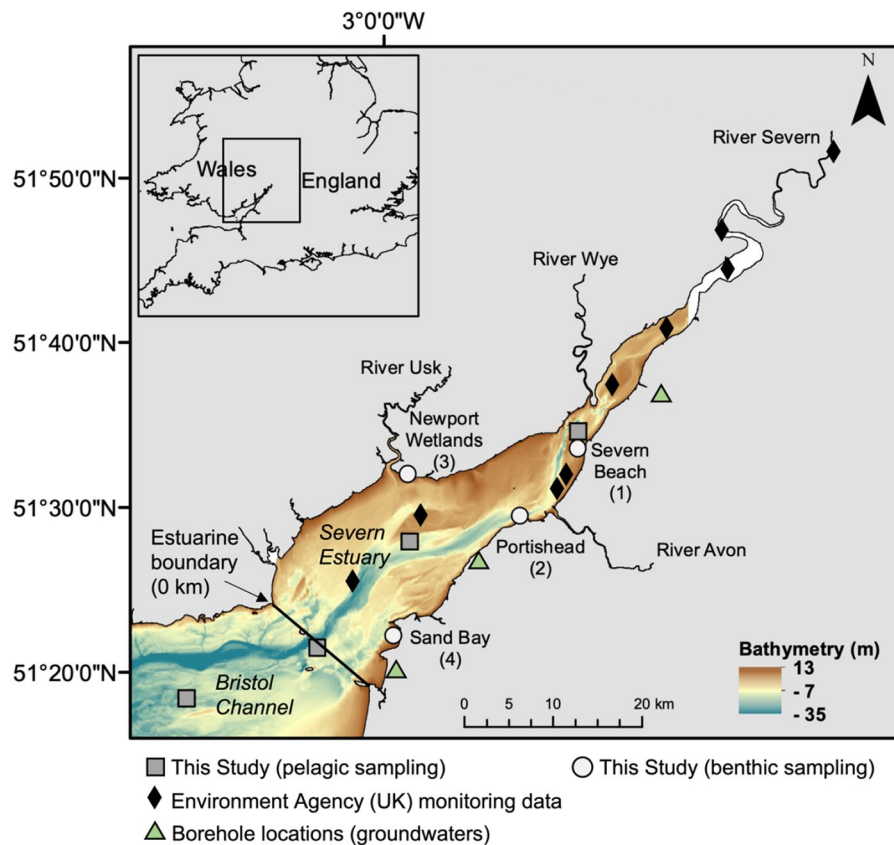 3°0'0"W
N
River Severn
51°50'0"N
Wales
England
River Wye
51°40'0"N
River Usk
Newport
Wetlands
(3)
Severn
Beach
(1)
51°30'0"N
Severn
Estuary
Portishead
(2)
River Avon
Estuarine
boundary
(0 km)
Sand Bay
(4)
51°20'0"N
Bristol
Channel
0 5 10 20 km
Bathymetry (m)
13
- 7
- 35
This Study (pelagic sampling)
This Study (benthic sampling)
Environment Agency (UK) monitoring data
Borehole locations (groundwaters)